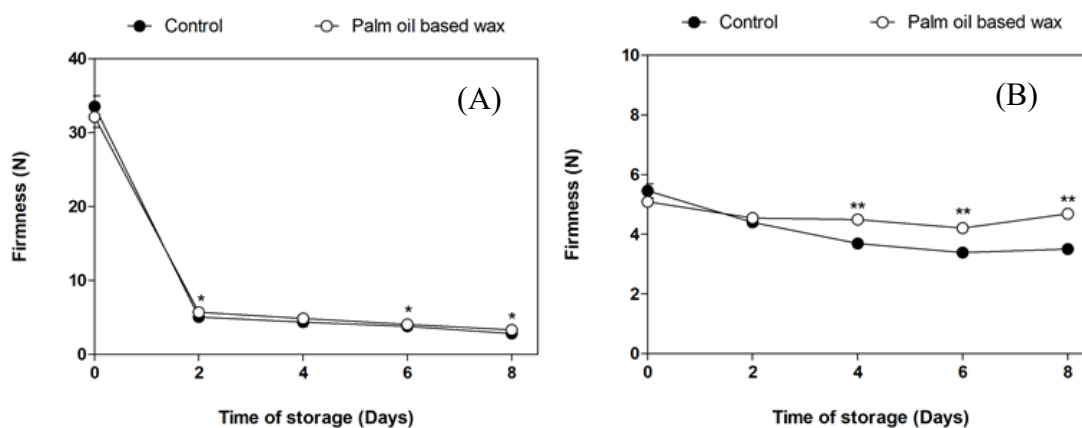 Control Palm oil based wax
(A)
Firmness (N)
40
30
20
10
0
* * *
0 2 4 6 8
Time of storage (Days)
Control Palm oil based wax
(B)
Firmness (N)
10
8
6
4
2
0
** ** **
0 2 4 6 8
Time of storage (Days)